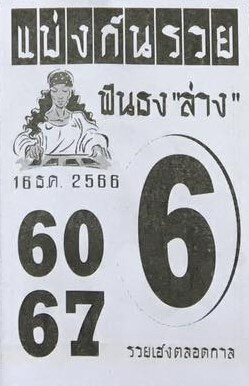 แบ่งกันรวย
ฟันธง "ล่าง"
16 ธ.ค. 2566
6
60
67
รวยเฮงตลอดกาล